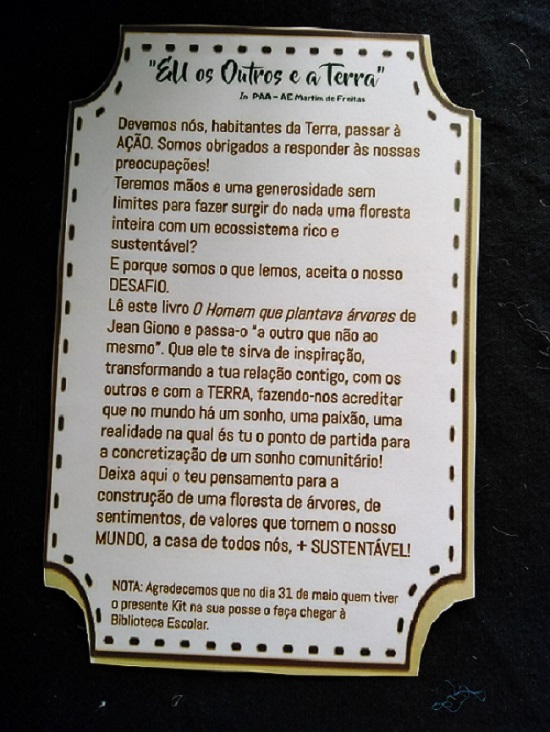 "EU os Outros e a Terra"
In PAA - AE Martim de Freitas
Devemos nós, habitantes da Terra, passar à
AÇÃO. Somos obrigados a responder às nossas
preocupações!
Teremos mãos e uma generosidade sem
limites para fazer surgir do nada uma floresta
inteira com um ecossistema rico e
sustentável?
E porque somos o que lemos, aceita o nosso
DESAFIO.
Lê este livro O Homem que plantava árvores de
Jean Giono e passa-o "a outro que não ao
mesmo". Que ele te sirva de inspiração,
transformando a tua relação contigo, com os
outros e com a TERRA, fazendo-nos acreditar
que no mundo há um sonho, uma paixão, uma
realidade na qual és tu o ponto de partida para
a concretização de um sonho comunitário!
Deixa aqui o teu pensamento para a
construção de uma floresta de árvores, de
sentimentos, de valores que tornem o nosso
MUNDO, a casa de todos nós, + SUSTENTÁVEL!
NOTA: Agradecemos que no dia 31 de maio quem tiver
o presente Kit na sua posse o faça chegar à
Biblioteca Escolar.